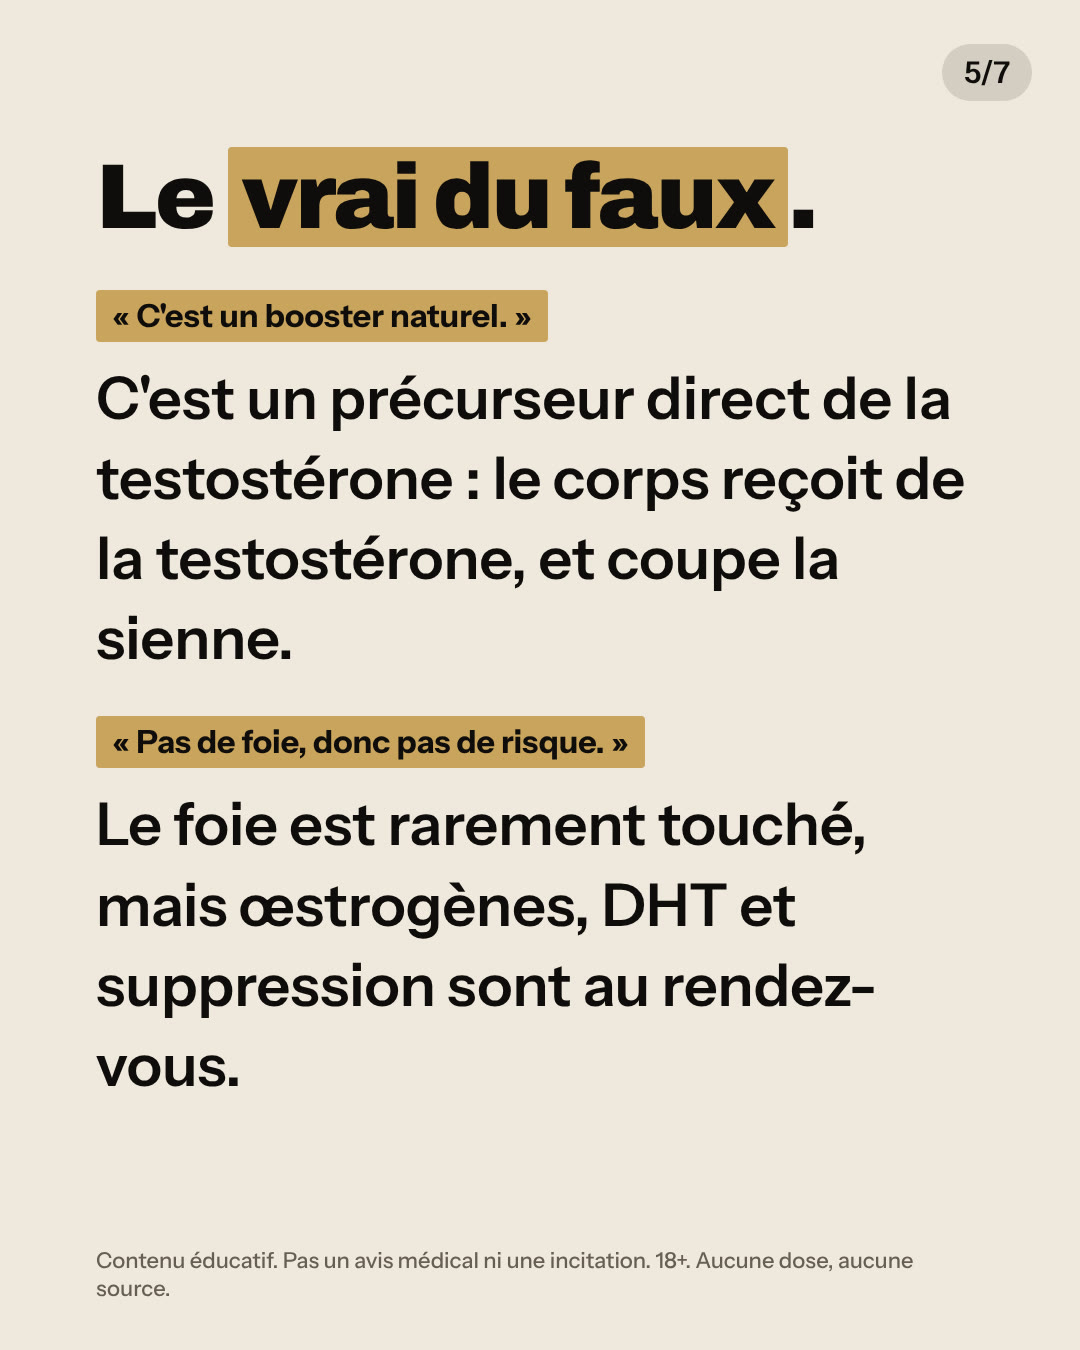 5/7
Le vrai du faux.
« C'est un booster naturel. »
C'est un précurseur direct de la
testostérone : le corps reçoit de
la testostérone, et coupe la
sienne.
« Pas de foie, donc pas de risque. »
Le foie est rarement touché,
mais œstrogènes, DHT et
suppression sont au rendez-
vous.
Contenu éducatif. Pas un avis médical ni une incitation. 18+. Aucune dose, aucune
source.